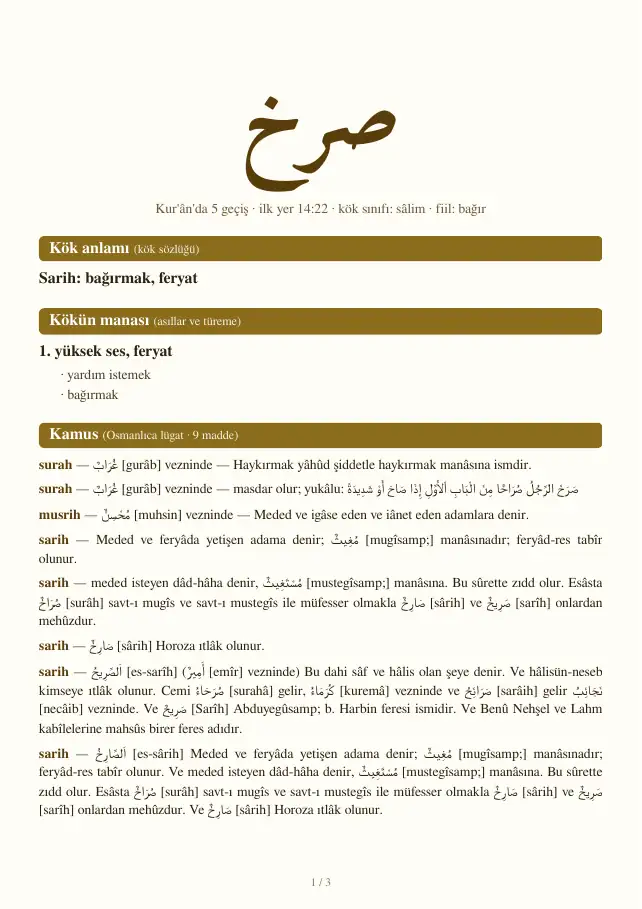 صرخ
Kur'ân'da 5 geçiş · ilk yer 14:22 · kök sınıfı: sâlim · fiil: bağır
Kök anlamı (kök sözlüğü)
Sarih: bağırmak, feryat
Kökün manası (asıllar ve türeme)
1. yüksek ses, feryat
· yardım istemek
· bağırmak
Kamus (Osmanlıca lügat · 9 madde)
surah — غُرَابٌ [gurâb] vezninde — Haykırmak yâhûd şiddetle haykırmak manâsına ismdir.
surah — غُرَابٌ [gurâb] vezninde — masdar olur; yukâlu: صَرَخَ الرَّجُلُ صُرَاخًا مِنَ الْبَابِ اْلأَوَّلِ إِذَا صَاحَ أَوْ شَدِيدَةً
musrih — مُحْسِنٌ [muhsin] vezninde — Meded ve igâse eden ve iânet eden adamlara denir.
sarih — Meded ve feryâda yetişen adama denir; مُغِيثٌ [mugîsamp;] manâsınadır; feryâd-res tabîr
olunur.
sarih — meded isteyen dâd-hâha denir, مُسْتَغِيثٌ [mustegîsamp;] manâsına. Bu sûrette zıdd olur. Esâsta
صُرَاخٌ [surâh] savt-ı mugîs ve savt-ı mustegîs ile müfesser olmakla صَارِخٌ [sârih] ve صَرِيخٌ [sarîh] onlardan
mehûzdur.
sarih — صَارِخٌ [sârih] Horoza ıtlâk olunur.
sarih — اَلصَّرِيحُ [es-sarîh] (أَمِيرٌ [emîr] vezninde) Bu dahi sâf ve hâlis olan şeye denir. Ve hâlisün-neseb
kimseye ıtlâk olunur. Cemi صُرَحَاءُ [surahâ] gelir, كُرَمَاءُ [kuremâ] vezninde ve صَرَائِحُ [sarâih] gelir نَجَائِبُ
[necâib] vezninde. Ve صَرِيحٌ [Sarîh] Abduyegûsamp; b. Harbin feresi ismidir. Ve Benû Nehşel ve Lahm
kabîlelerine mahsûs birer feres adıdır.
sarih — اَلصَّارِخُ [es-sârih] Meded ve feryâda yetişen adama denir; مُغِيثٌ [mugîsamp;] manâsınadır;
feryâd-res tabîr olunur. Ve meded isteyen dâd-hâha denir, مُسْتَغِيثٌ [mustegîsamp;] manâsına. Bu sûrette
zıdd olur. Esâsta صُرَاخٌ [surâh] savt-ı mugîs ve savt-ı mustegîs ile müfesser olmakla صَارِخٌ [sârih] ve صَرِيخٌ
[sarîh] onlardan mehûzdur. Ve صَارِخٌ [sârih] Horoza ıtlâk olunur.
1 / 3